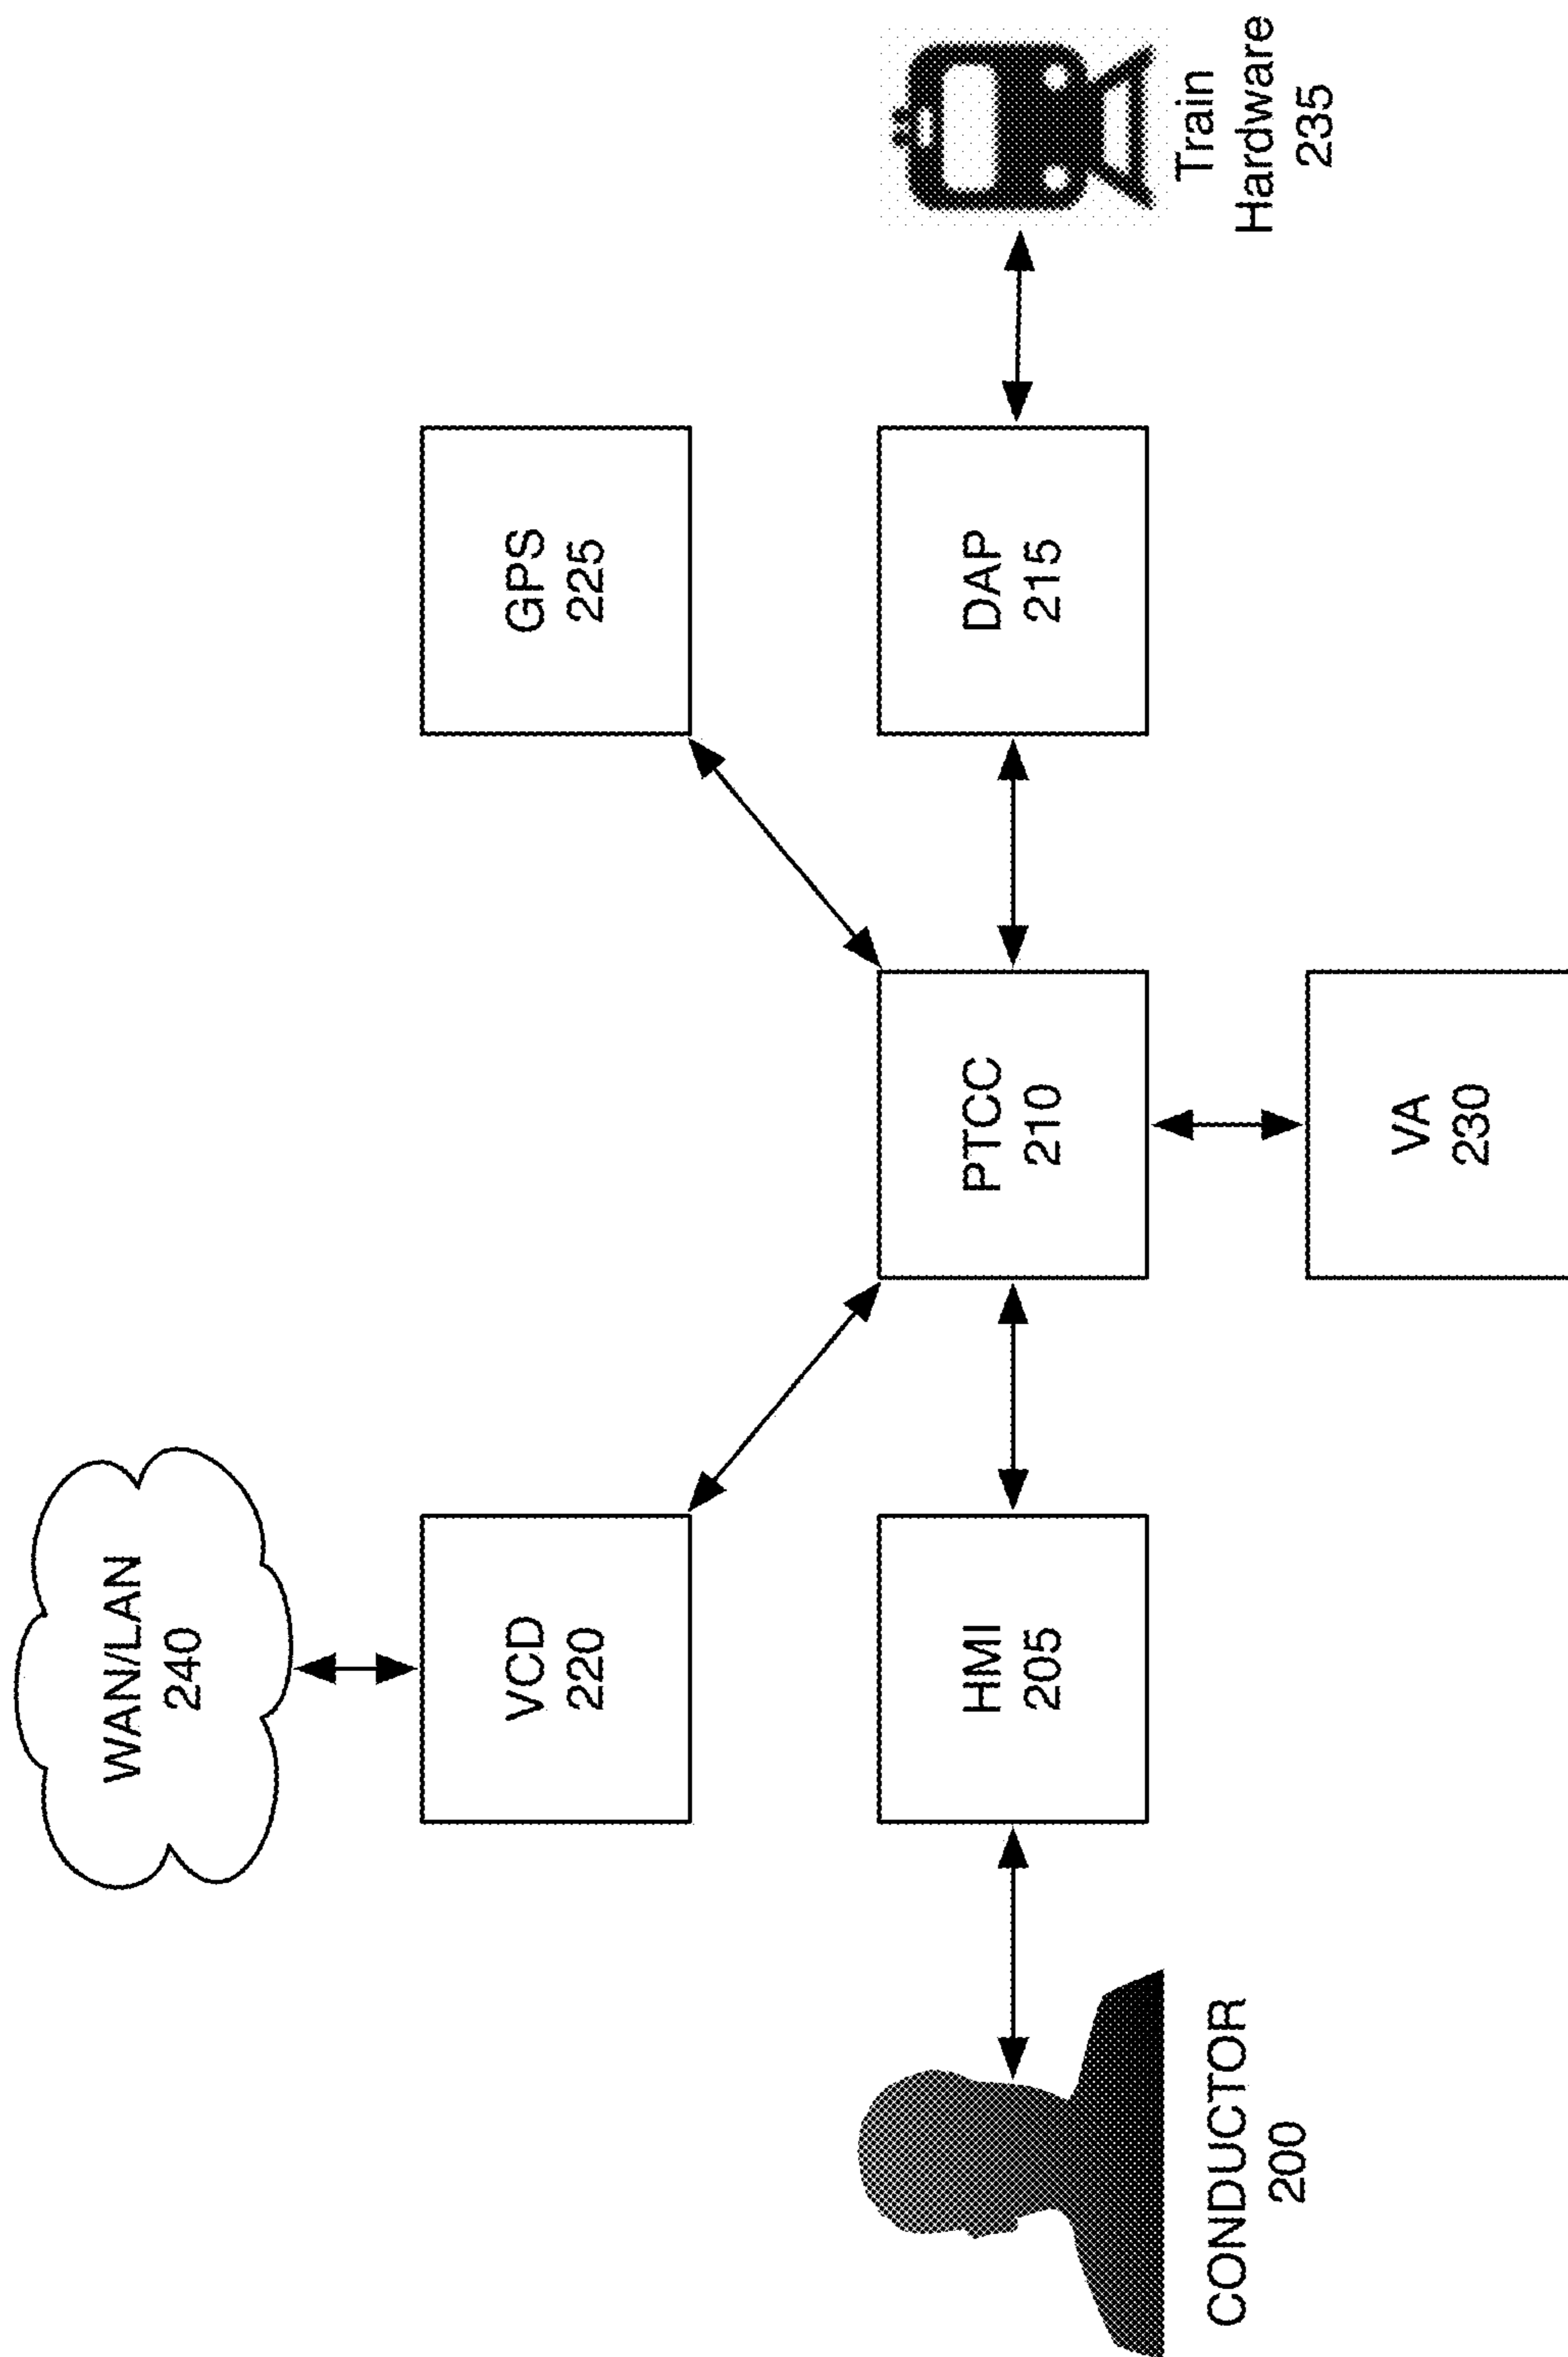 WAN/LAN
240
VCD
220
GPS
225
CONDUCTOR
200
HMI
205
PTCC
210
DAP
215
Train
Hardware
235
VA
230